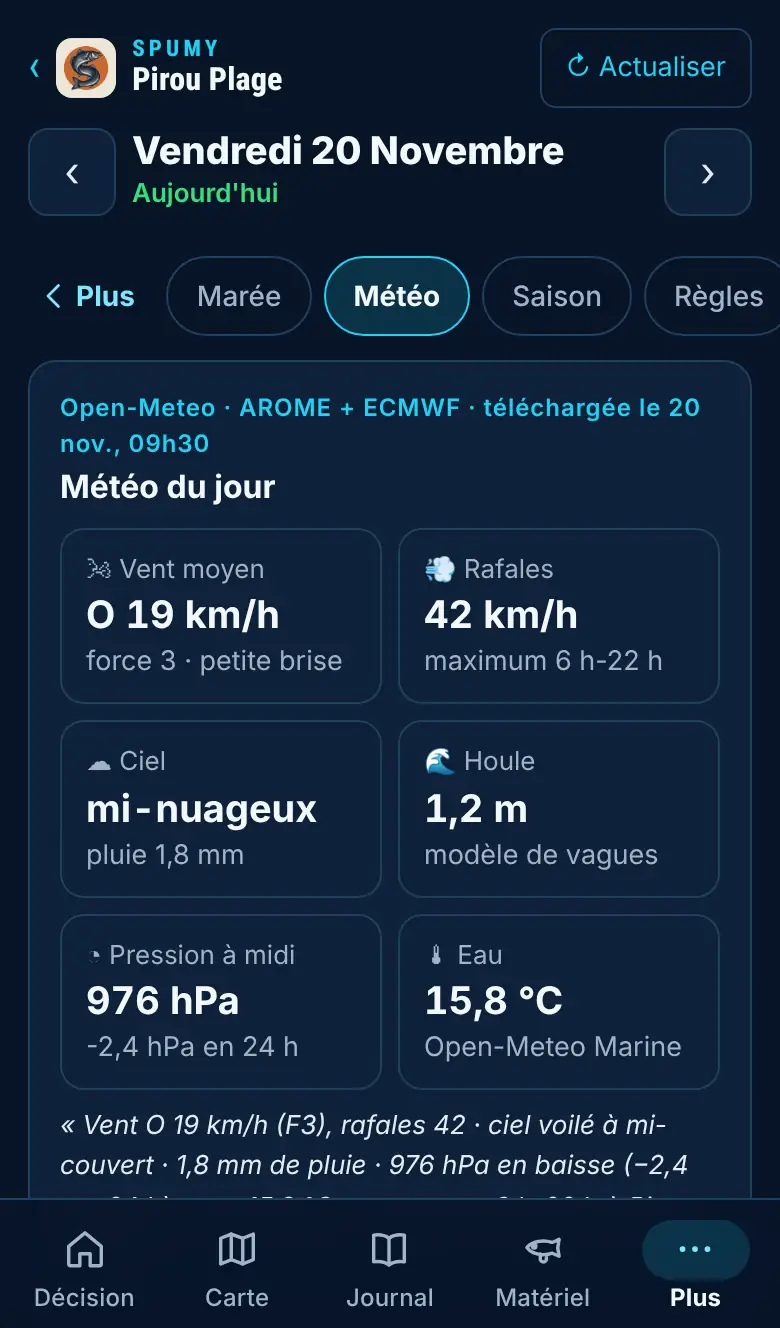 SPUMY
Pirou Plage
Actualiser
Vendredi 20 Novembre
Aujourd'hui
Plus
Marée
Météo
Saison
Règles
Open-Meteo · AROME + ECMWF · téléchargée le 20
nov., 09h30
Météo du jour
Vent moyen
O 19 km/h
force 3 · petite brise
Rafales
42 km/h
maximum 6 h-22 h
Ciel
mi-nuageux
pluie 1,8 mm
Houle
1,2 m
modèle de vagues
Pression à midi
976 hPa
-2,4 hPa en 24 h
Eau
15,8 °C
Open-Meteo Marine
« Vent O 19 km/h (F3), rafales 42 · ciel voilé à mi-
couvert · 1,8 mm de pluie · 976 hPa en baisse (−2,4
Décision
Carte
Journal
Matériel
Plus